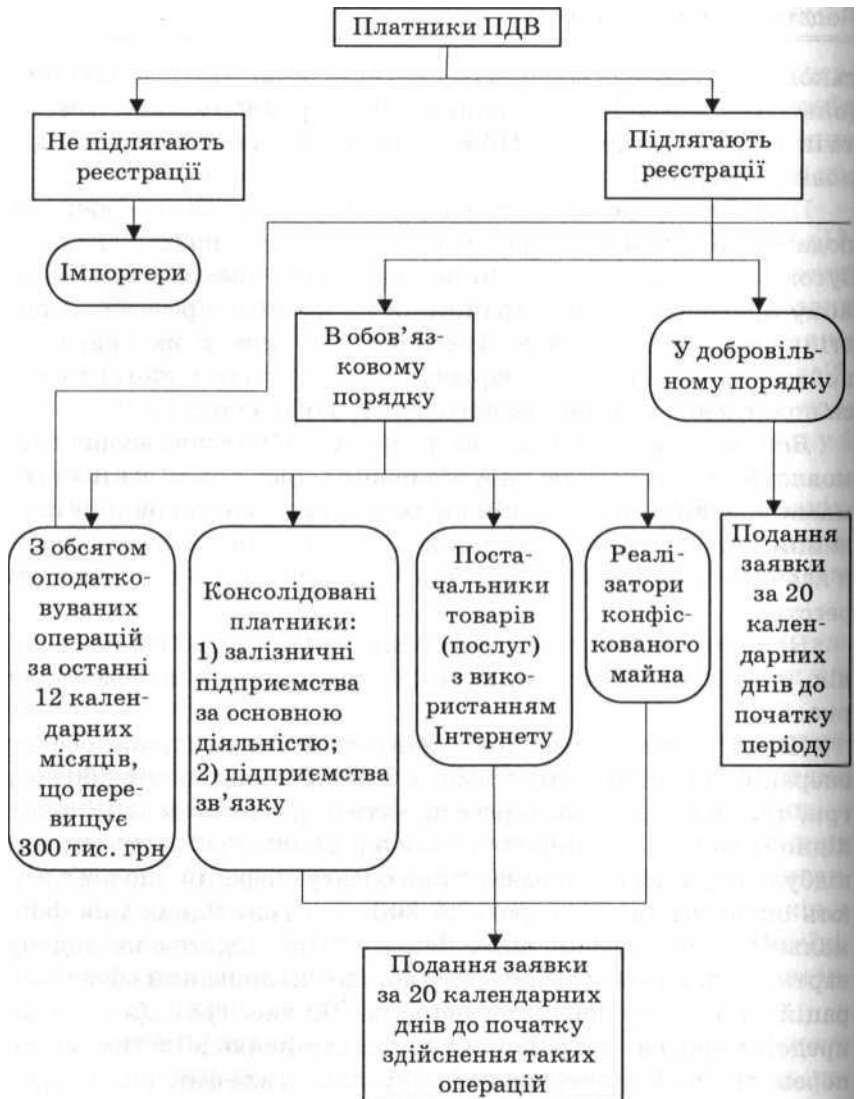 Платники ПДВ
Не підлягають
реєстрації
Підлягають
реєстрації
Імпортери
В обов’яз-
ковому
порядку
У добровіль-
ному порядку
З обсягом
оподатко-
вуваних
операцій
за останні
12 кален-
дарних
місяців,
що пере-
вищує
300 тис. грн
Консолідовані
платники:
1) залізничні
підприємства
за основною
діяльністю;
2) підприємства
зв’язку
Поста-
чальники
товарів
(послуг)
з вико-
ристанням
Інтернету
Реалі-
затори
конфіс-
кованого
майна
Подання
заявки
за 20
кален-
дарних
днів до
початку
періоду
Подання заявки
за 20 календарних
днів до початку
здійснення таких
операцій